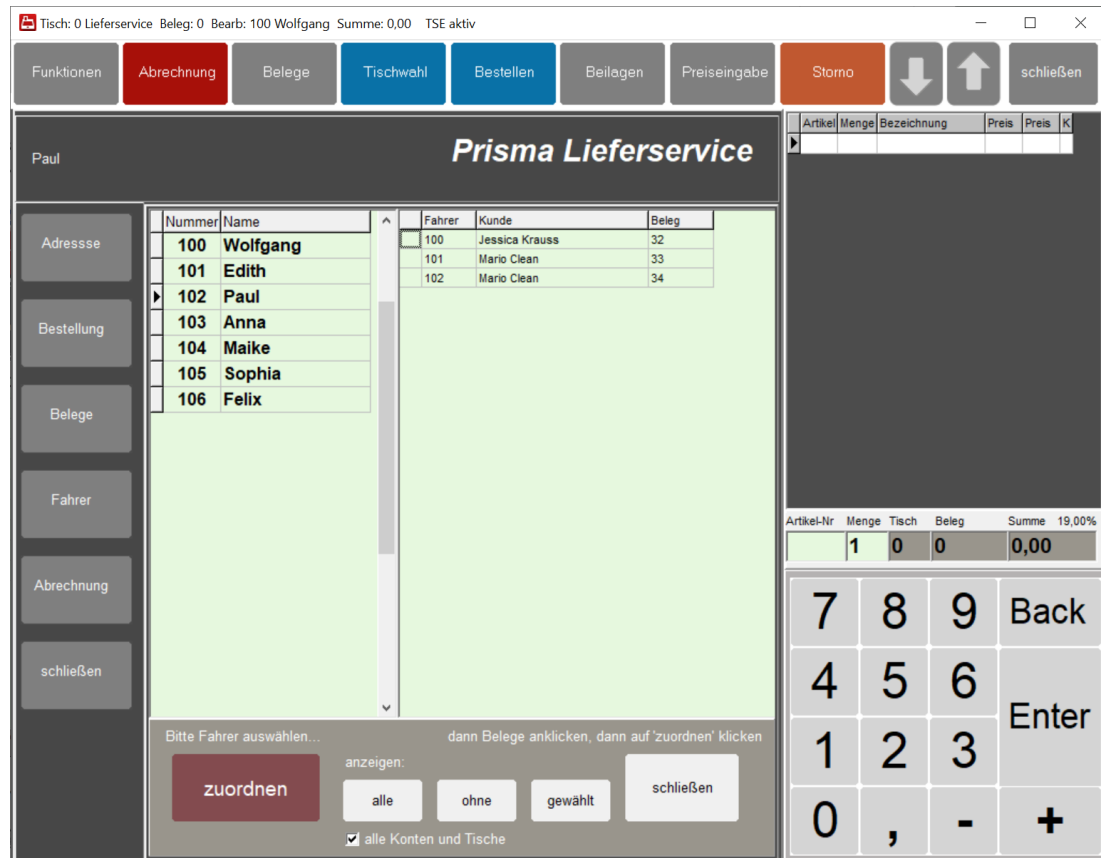 Tisch: 0 Lieferservice Beleg: 0 Bearb: 100 Wolfgang Summe: 0,00 TSE aktiv
Funktionen Abrechnung Belege Tischwahl Bestellen Beilagen Preiseingabe Storno schließen
Paul
Prisma Lieferservice
Adressse
Bestellung
Belege
Fahrer
Abrechnung
schließen
Nummer Name
100 Wolfgang
101 Edith
102 Paul
103 Anna
104 Maike
105 Sophia
106 Felix
Fahrer Kunde Beleg
100 Jessica Krauss 32
101 Mario Clean 33
102 Mario Clean 34
Bitte Fahrer auswählen...
dann Belege anklicken, dann auf 'zuordnen' klicken
zuordnen
anzeigen:
alle ohne gewählt
schließen
alle Konten und Tische
Artikel Menge Bezeichnung Preis Preis K
Artikel-Nr Menge Tisch Beleg Summe 19,00%
1 0 0 0,00
7 8 9 Back
4 5 6
Enter
1 2 3
0 , - +